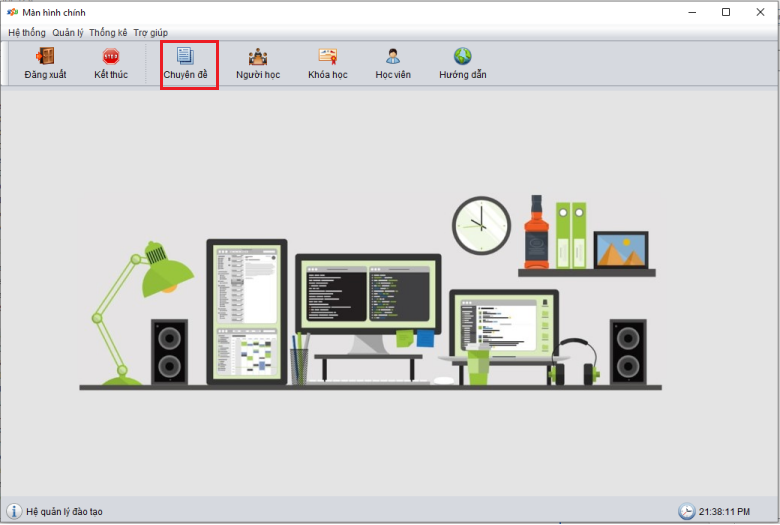 Màn hình chính
Hệ thống Quản lý Thống kê Trợ giúp
Đăng xuất Kết thúc Chuyên đề Người học Khóa học Học viên Hướng dẫn
STOP
Hệ quản lý đào tạo 21:38:11 PM